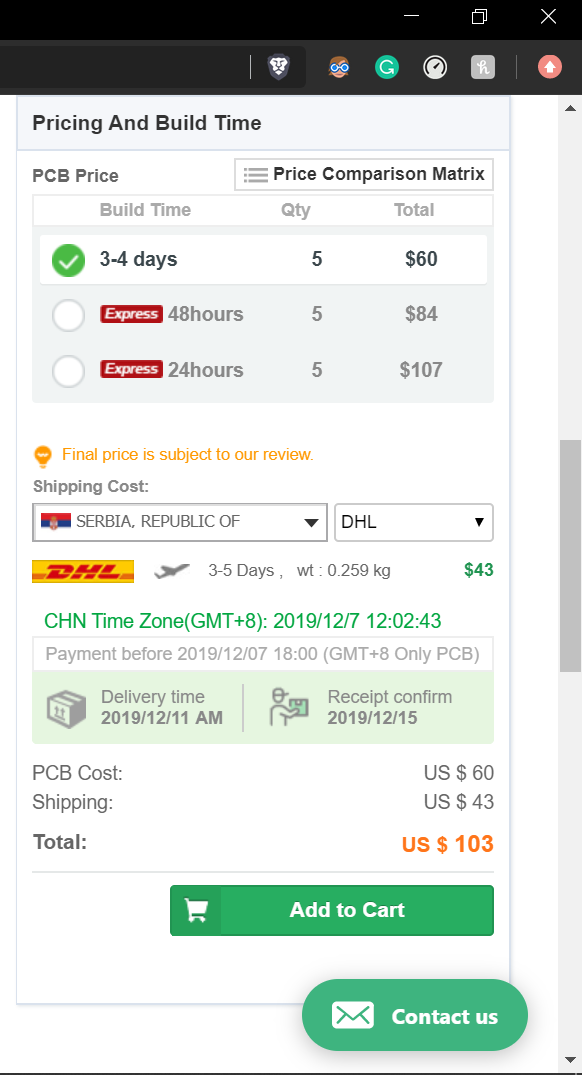 Pricing And Build Time
PCB Price Price Comparison Matrix
Build Time Qty Total
3-4 days 5 $60
Express 48hours 5 $84
Express 24hours 5 $107
Final price is subject to our review.
Shipping Cost:
SERBIA, REPUBLIC OF DHL
DHL 3-5 Days , wt : 0.259 kg $43
CHN Time Zone(GMT+8): 2019/12/7 12:02:43
Payment before 2019/12/07 18:00 (GMT+8 Only PCB)
Delivery time Receipt confirm
2019/12/11 AM 2019/12/15
PCB Cost: US $ 60
Shipping: US $ 43
Total: US $ 103
Add to Cart
Contact us